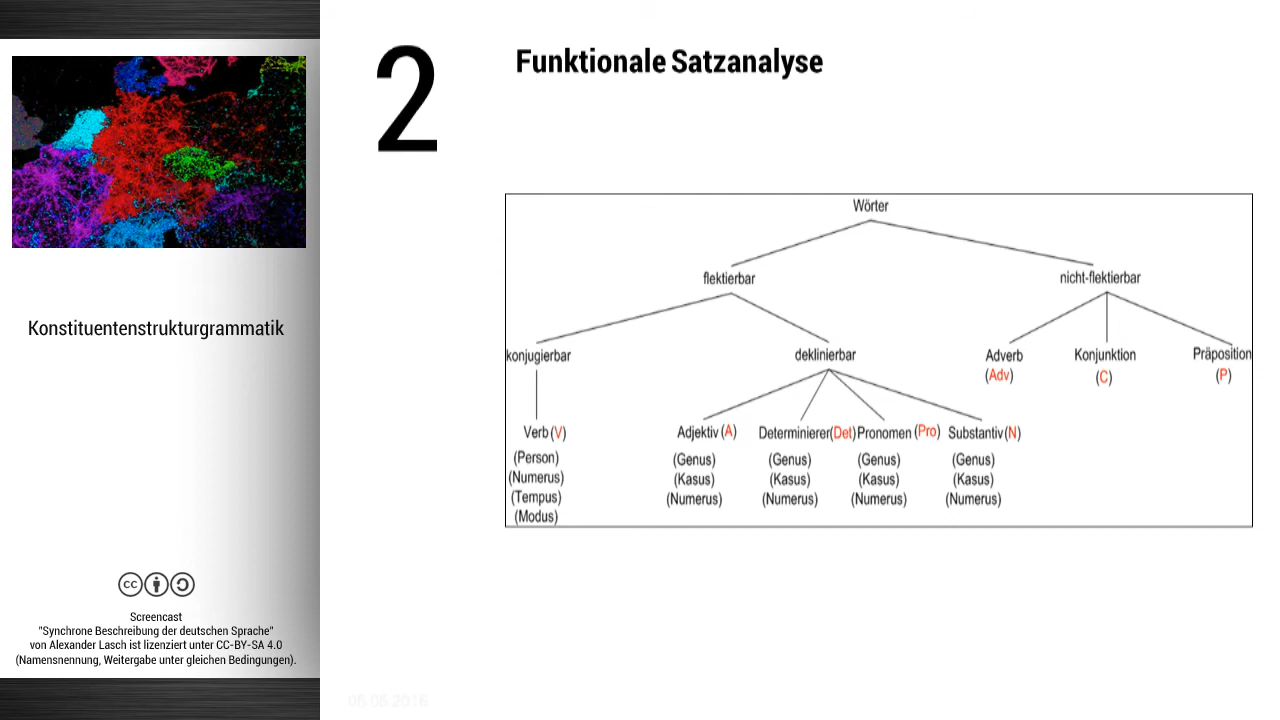 2
Funktionale Satzanalyse
Wörter
flektierbar nicht-flektierbar
konjugierbar deklinierbar Adverb Konjunktion Präposition
(Adv) (C) (P)
Verb (V) Adjektiv (A) Determinierer(Det) Pronomen (Pro) Substantiv (N)
(Person) (Genus) (Genus) (Genus) (Genus)
(Numerus) (Kasus) (Kasus) (Kasus) (Kasus)
(Tempus) (Numerus) (Numerus) (Numerus) (Numerus)
(Modus)
Konstituentenstrukturgrammatik
cc
Screencast
"Synchrone Beschreibung der deutschen Sprache"
von Alexander Lasch ist lizenziert unter CC-BY-SA 4.0
(Namensnennung, Weitergabe unter gleichen Bedingungen).